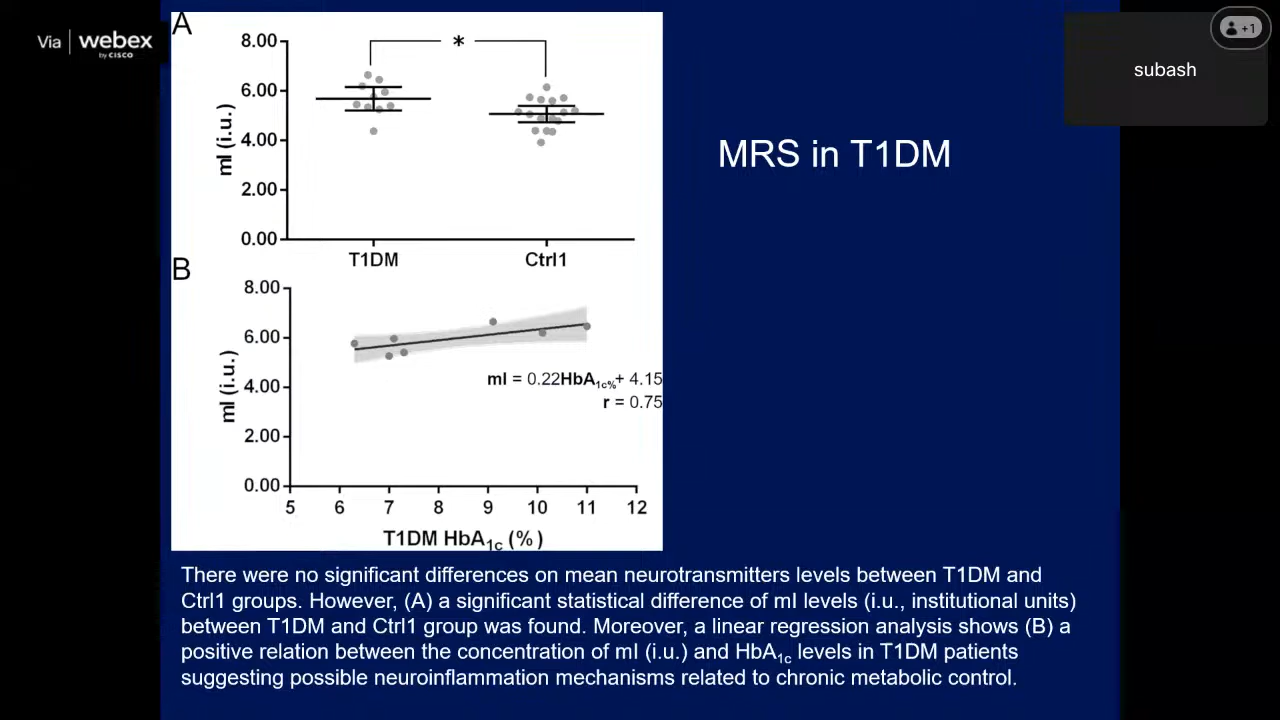 Via webex
by CISCO
+1
subash
MRS in T1DM
A
8.00
*
6.00
4.00
2.00
0.00
mI (i.u.)
T1DM Ctrl1
B
8.00
6.00
4.00
2.00
0.00
mI (i.u.)
mI = 0.22HbA1c%+ 4.15
r = 0.75
5 6 7 8 9 10 11 12
T1DM HbA1c (%)
There were no significant differences on mean neurotransmitters levels between T1DM and
Ctrl1 groups. However, (A) a significant statistical difference of mI levels (i.u., institutional units)
between T1DM and Ctrl1 group was found. Moreover, a linear regression analysis shows (B) a
positive relation between the concentration of mI (i.u.) and HbA1c levels in T1DM patients
suggesting possible neuroinflammation mechanisms related to chronic metabolic control.